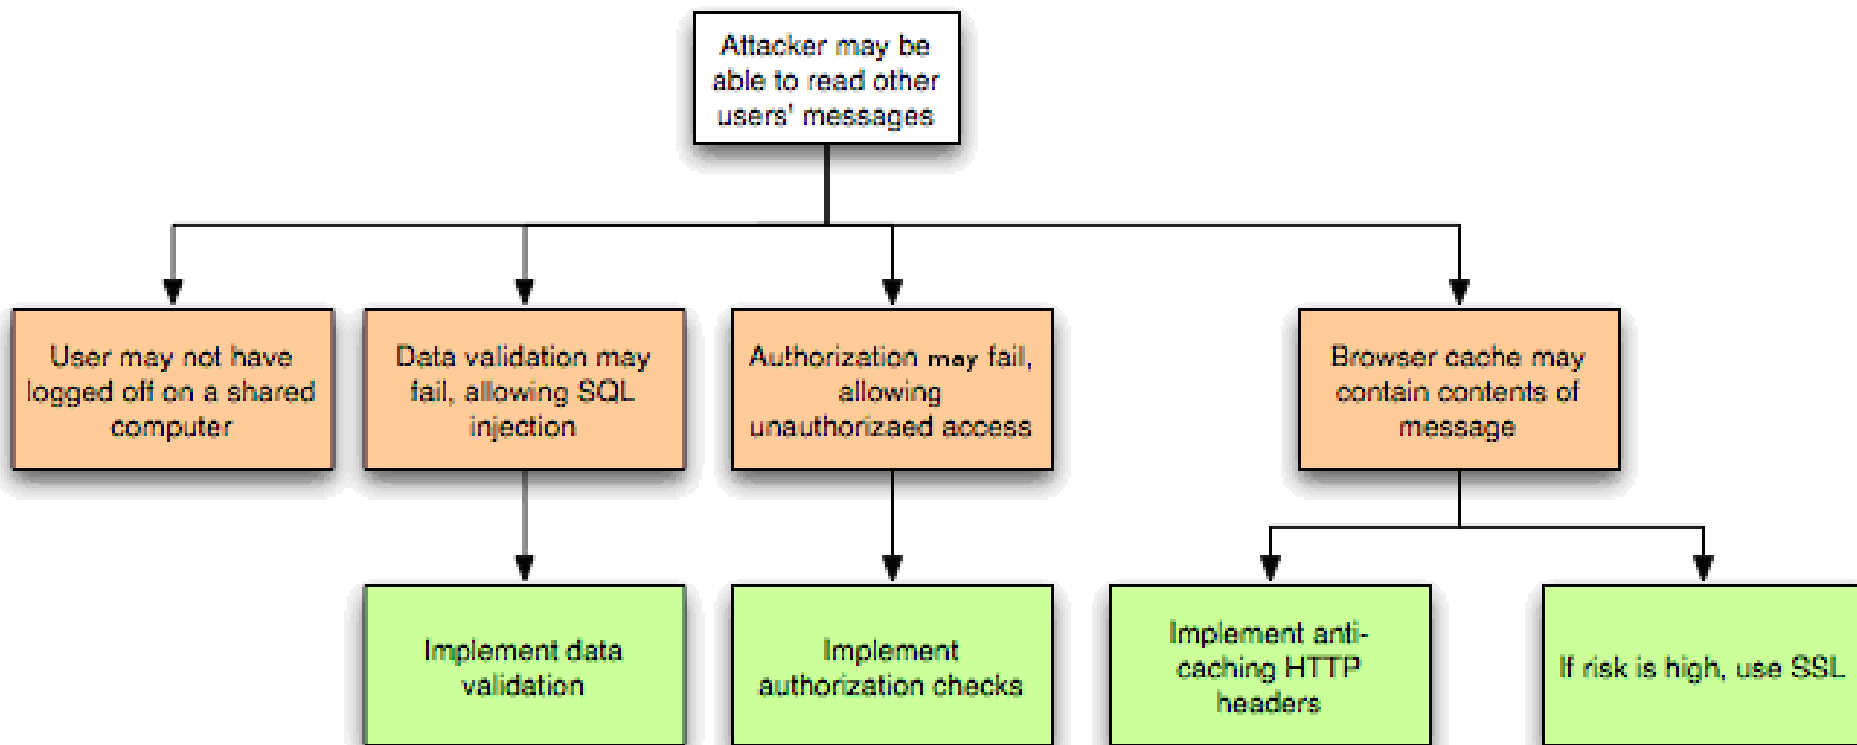 Attacker may be
able to read other
users' messages
User may not have
logged off on a shared
computer
Data validation may
fail, allowing SQL
injection
Authorization may fail,
allowing
unauthorizaed access
Browser cache may
contain contents of
message
Implement data
validation
Implement
authorization checks
Implement anti-
caching HTTP
headers
If risk is high, use SSL